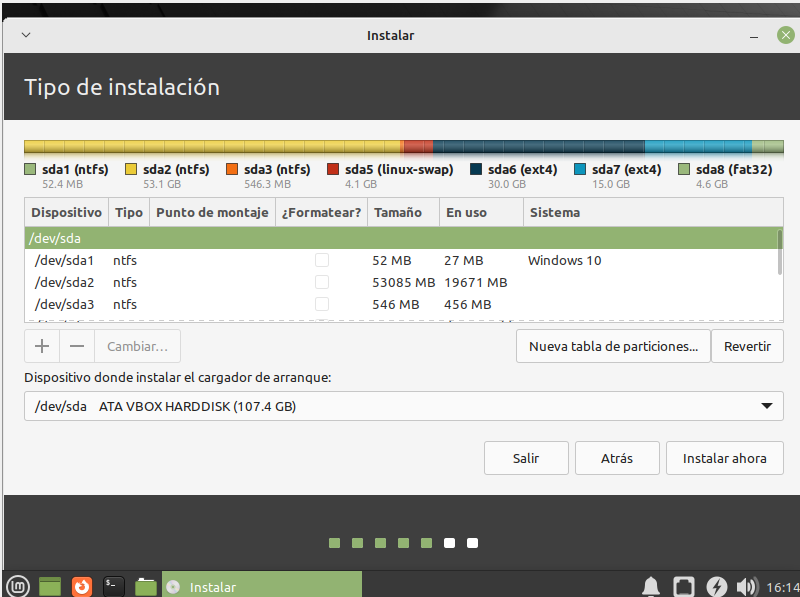 Instalar
Tipo de instalación
sda1 (ntfs) sda2 (ntfs) sda3 (ntfs) sda5 (linux-swap) sda6 (ext4) sda7 (ext4) sda8 (fat32)
52.4 MB 53.1 GB 546.3 MB 4.1 GB 30.0 GB 15.0 GB 4.6 GB
Dispositivo Tipo Punto de montaje ¿Formatear? Tamaño En uso Sistema
/dev/sda
/dev/sda1 ntfs 52 MB 27 MB Windows 10
/dev/sda2 ntfs 53085 MB 19671 MB
/dev/sda3 ntfs 546 MB 456 MB
+ − Cambiar... Nueva tabla de particiones... Revertir
Dispositivo donde instalar el cargador de arranque:
/dev/sda ATA VBOX HARDDISK (107.4 GB)
Salir Atrás Instalar ahora
Instalar 16:14